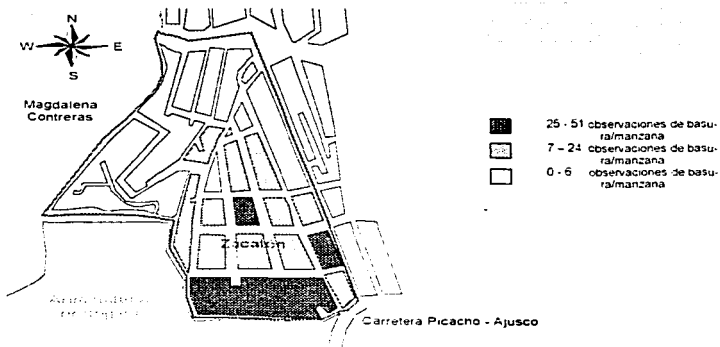 N
W E
S
Magdalena
Contreras
25 - 51 observaciones de basu-
ra/manzana
7 - 24 observaciones de basu-
ra/manzana
0 - 6 observaciones de basu-
ra/manzana
Zacatón
Carretera Picacho - Ajusco